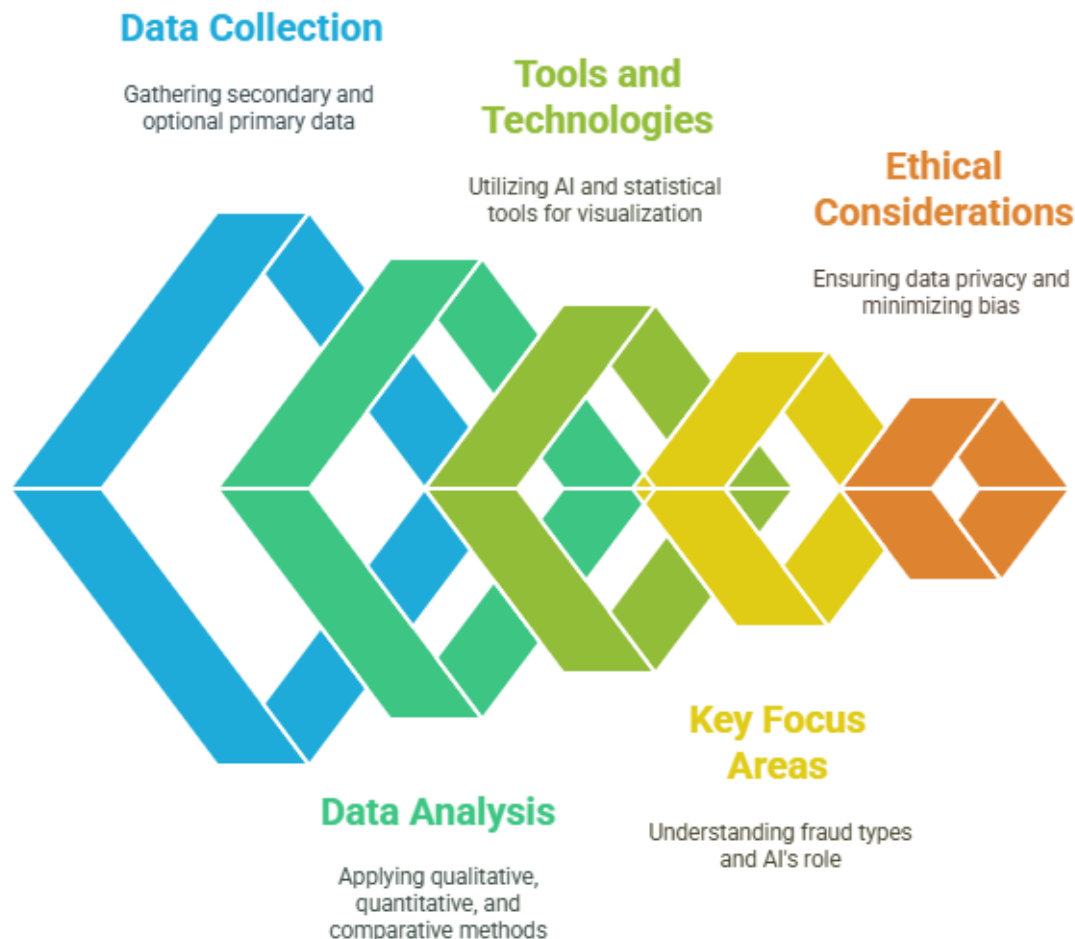 Data Collection
Gathering secondary and
optional primary data
Tools and
Technologies
Utilizing AI and statistical
tools for visualization
Ethical
Considerations
Ensuring data privacy and
minimizing bias
Key Focus
Areas
Understanding fraud types
and AI's role
Data Analysis
Applying qualitative,
quantitative, and
comparative methods